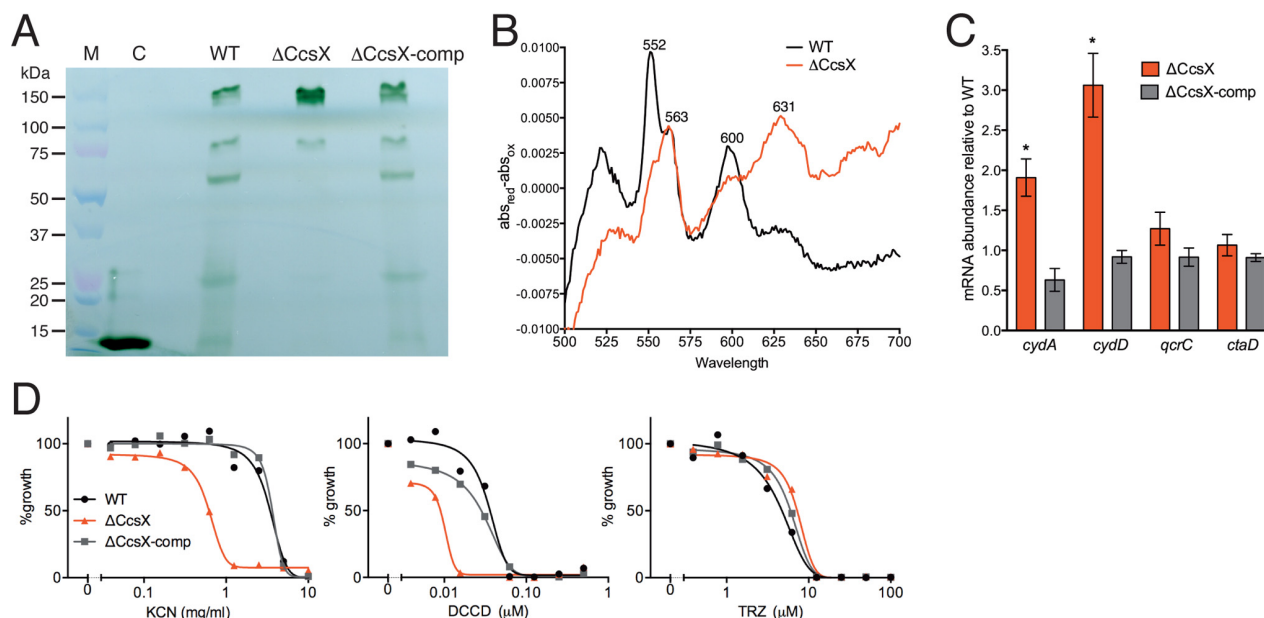 A
M C WT ΔCcsX ΔCcsX-comp
kDa
150
100
75
50
37
25
20
15
B
0.0100
0.0075
0.0050
0.0025
0.0000
-0.0025
-0.0050
-0.0075
-0.0100
abs_red-abs_ox
552
563
600
631
WT
ΔCcsX
500 525 550 575 600 625 650 675 700
Wavelength
C
mRNA abundance relative to WT
3.5
3.0
2.5
2.0
1.5
1.0
0.5
0.0
*
*
ΔCcsX
ΔCcsX-comp
cydA cydD qcrC ctaD
D
%growth
100
50
0
WT
ΔCcsX
ΔCcsX-comp
0 0.1 1 10
KCN (mg/ml)
% growth
100
50
0
0 0.01 0.10 1
DCCD (μM)
% growth
100
50
0
0 1 10 100
TRZ (μM)